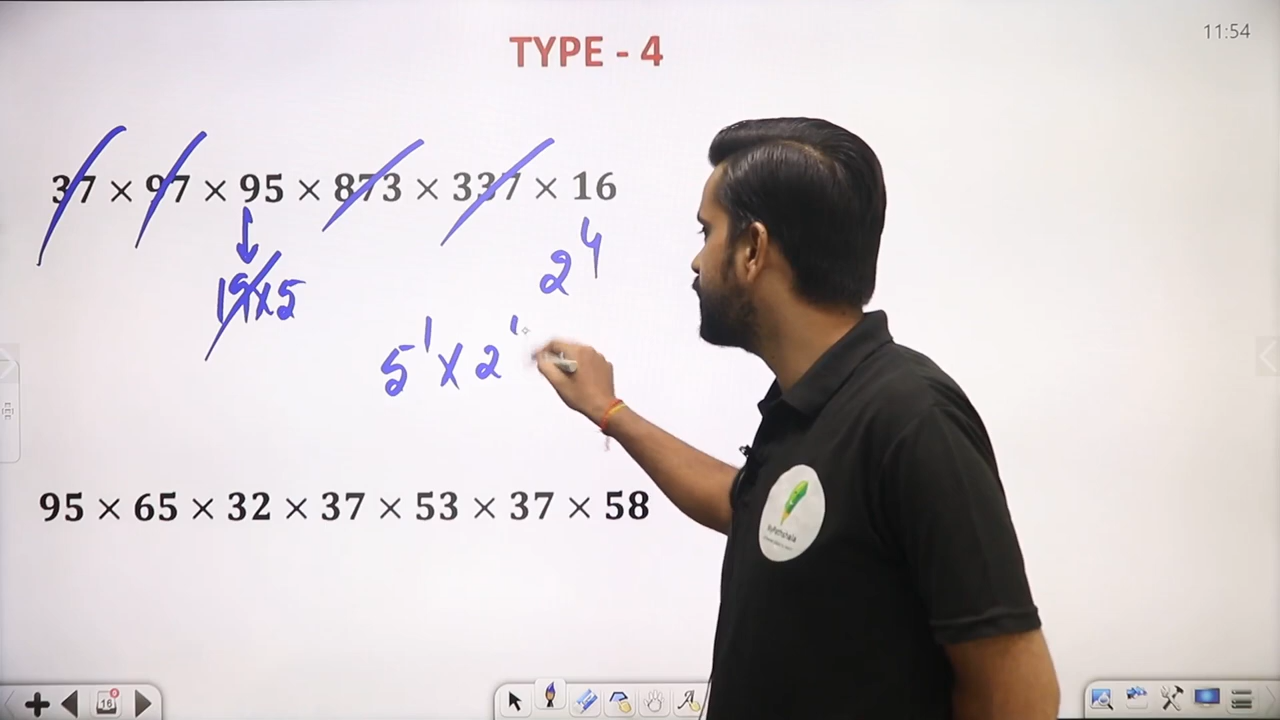 11:54
TYPE - 4
37 × 97 × 95 × 873 × 337 × 16
19×5
2⁴
5¹ × 2¹
95 × 65 × 32 × 37 × 53 × 37 × 58
16